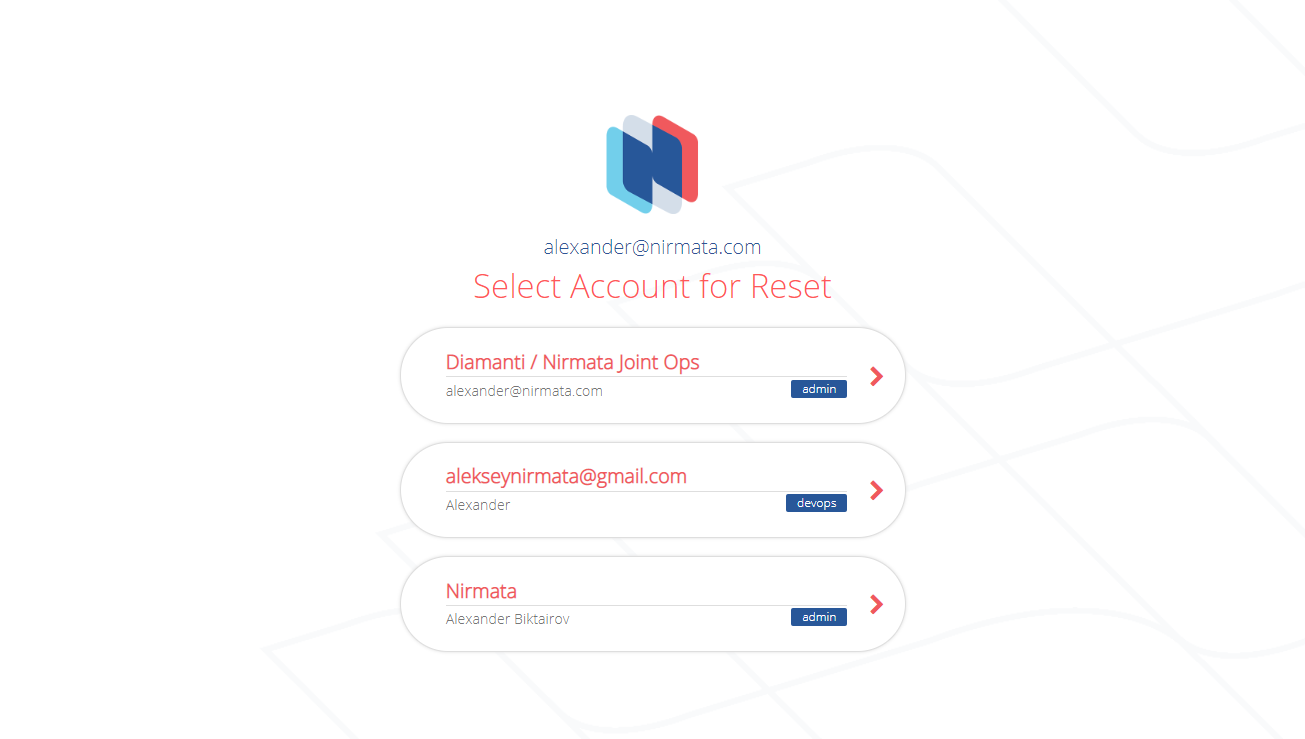 alexander@nirmata.com
Select Account for Reset
Diamanti / Nirmata Joint Ops
alexander@nirmata.com
admin
alekseynirmata@gmail.com
Alexander
devops
Nirmata
Alexander Biktairov
admin